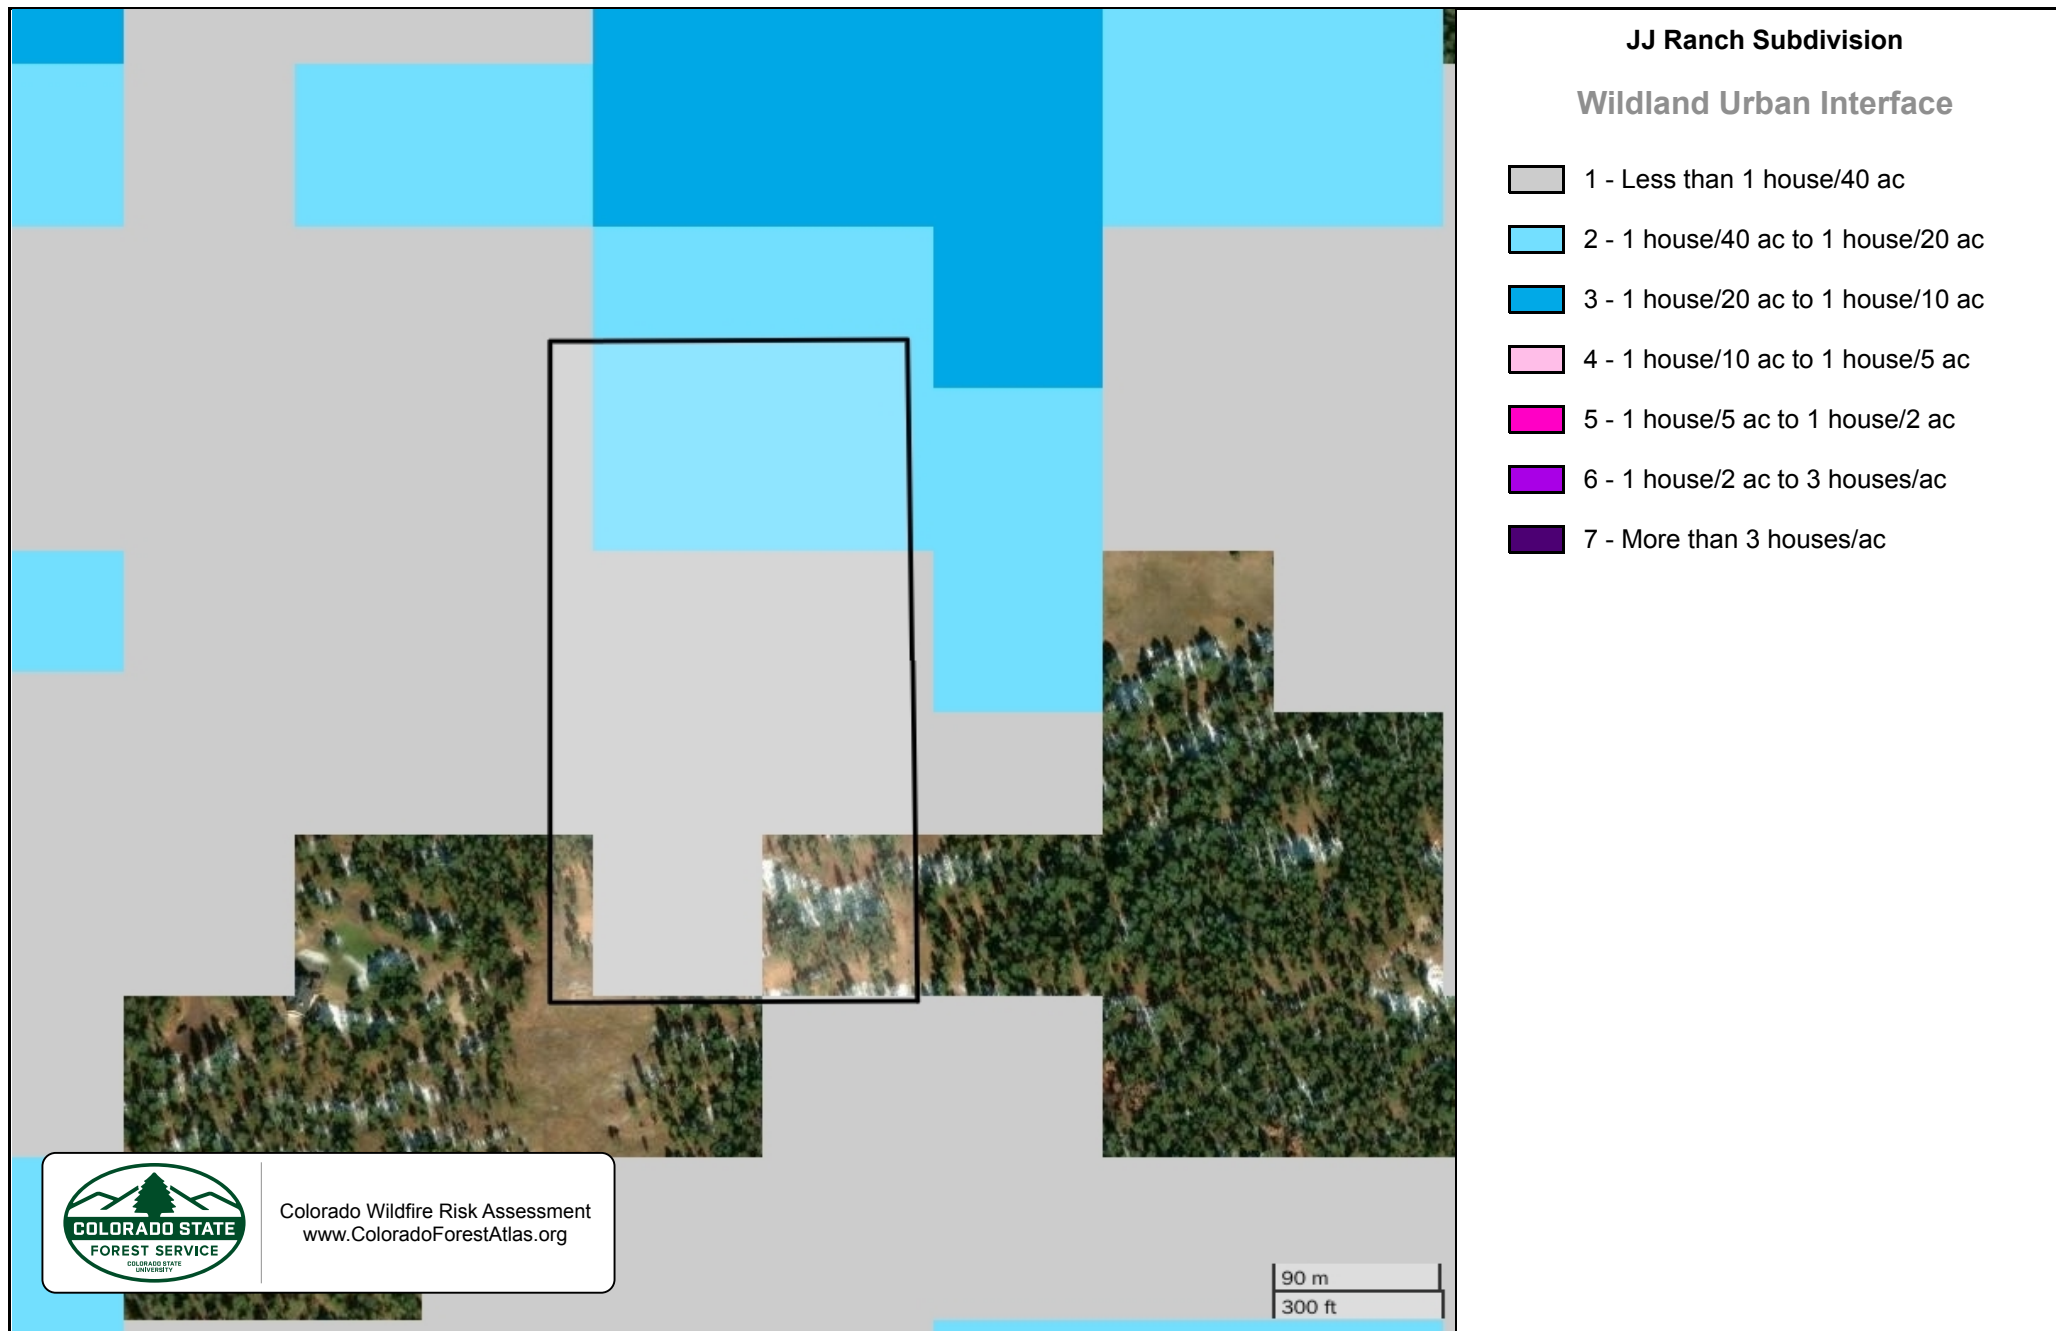 JJ Ranch Subdivision
Wildland Urban Interface
1 - Less than 1 house/40 ac
2 - 1 house/40 ac to 1 house/20 ac
3 - 1 house/20 ac to 1 house/10 ac
4 - 1 house/10 ac to 1 house/5 ac
5 - 1 house/5 ac to 1 house/2 ac
6 - 1 house/2 ac to 3 houses/ac
7 - More than 3 houses/ac
COLORADO STATE
FOREST SERVICE
COLORADO STATE
UNIVERSITY
Colorado Wildfire Risk Assessment
www.ColoradoForestAtlas.org
90 m
300 ft